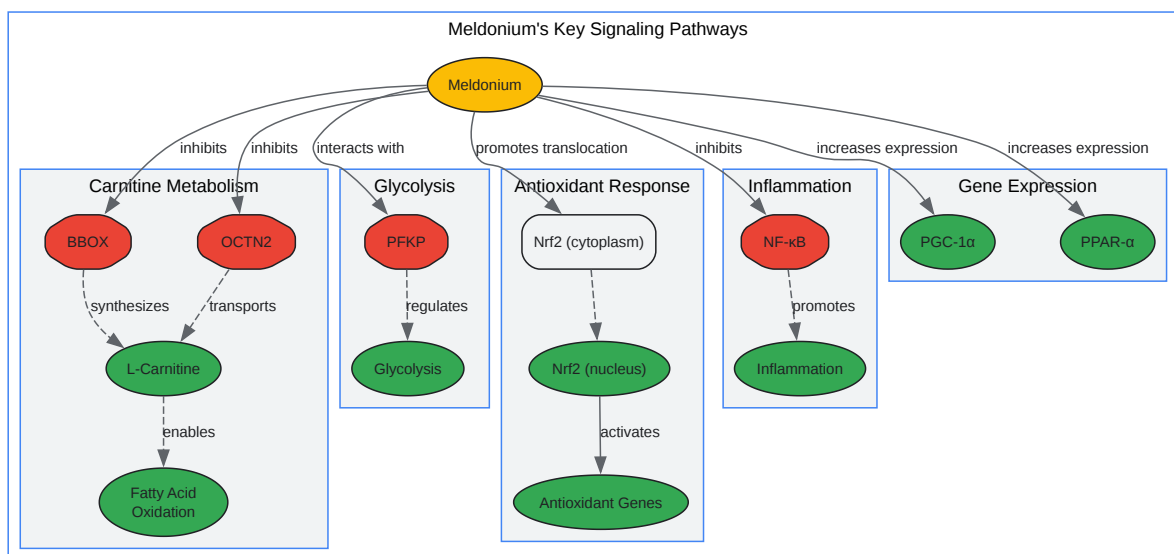 Meldonium's Key Signaling Pathways
Meldonium
inhibits
inhibits
interacts with
promotes translocation
inhibits
increases expression
increases expression
Carnitine Metabolism
Glycolysis
Antioxidant Response
Inflammation
Gene Expression
BBOX
OCTN2
PFKP
Nrf2 (cytoplasm)
NF-κB
PGC-1α
PPAR-α
synthesizes
transports
regulates
promotes
L-Carnitine
Glycolysis
Nrf2 (nucleus)
Inflammation
enables
activates
Fatty Acid
Oxidation
Antioxidant Genes